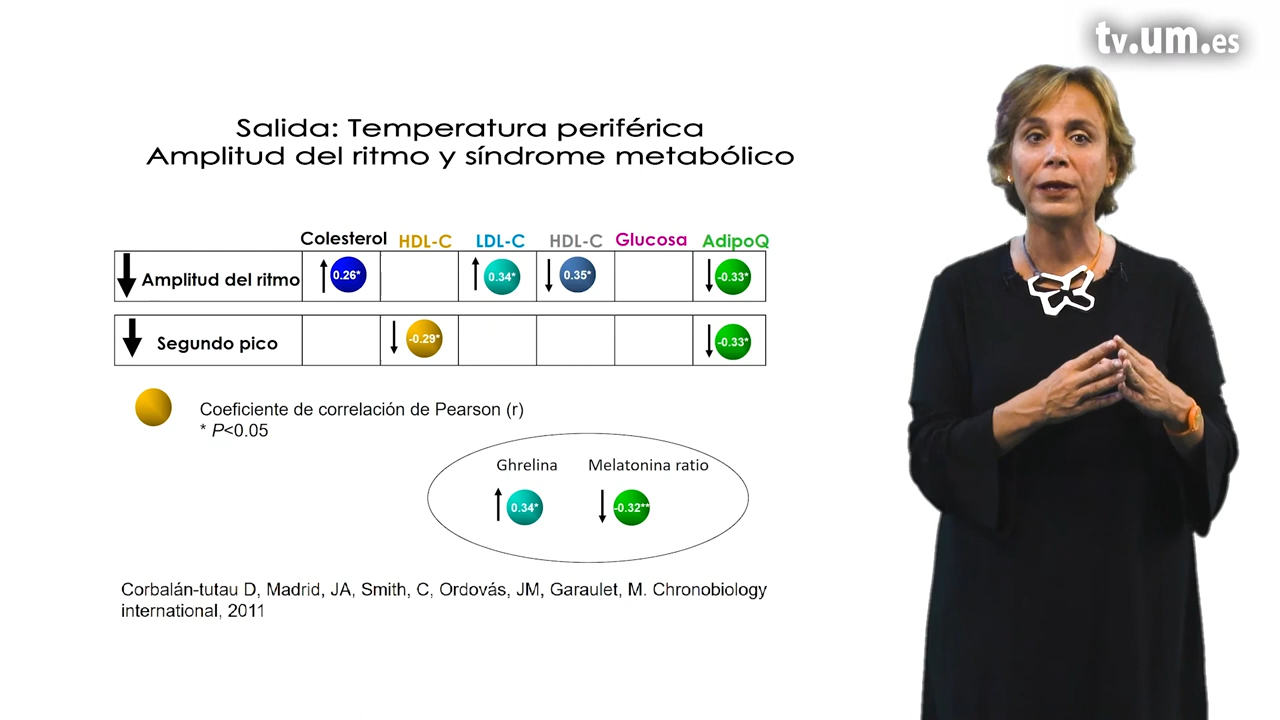 tv.um.es
Salida: Temperatura periférica
Amplitud del ritmo y síndrome metabólico
Colesterol HDL-C LDL-C HDL-C Glucosa AdipoQ
Amplitud del ritmo 0.26* 0.34* 0.35* -0.33*
Segundo pico -0.29* -0.33*
Coeficiente de correlación de Pearson (r)
* P<0.05
Ghrelina Melatonina ratio
0.34* -0.32**
Corbalán-tutau D, Madrid, JA, Smith, C, Ordovás, JM, Garaulet, M. Chronobiology
international, 2011